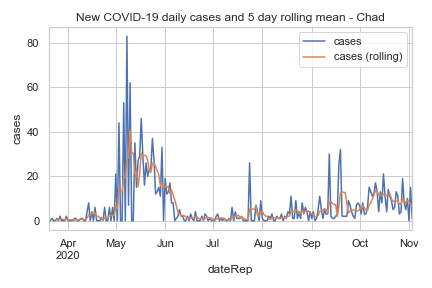 New COVID-19 daily cases and 5 day rolling mean - Chad
cases
cases (rolling)
80
60
40
20
0
cases
Apr May Jun Jul Aug Sep Oct Nov
2020
dateRep